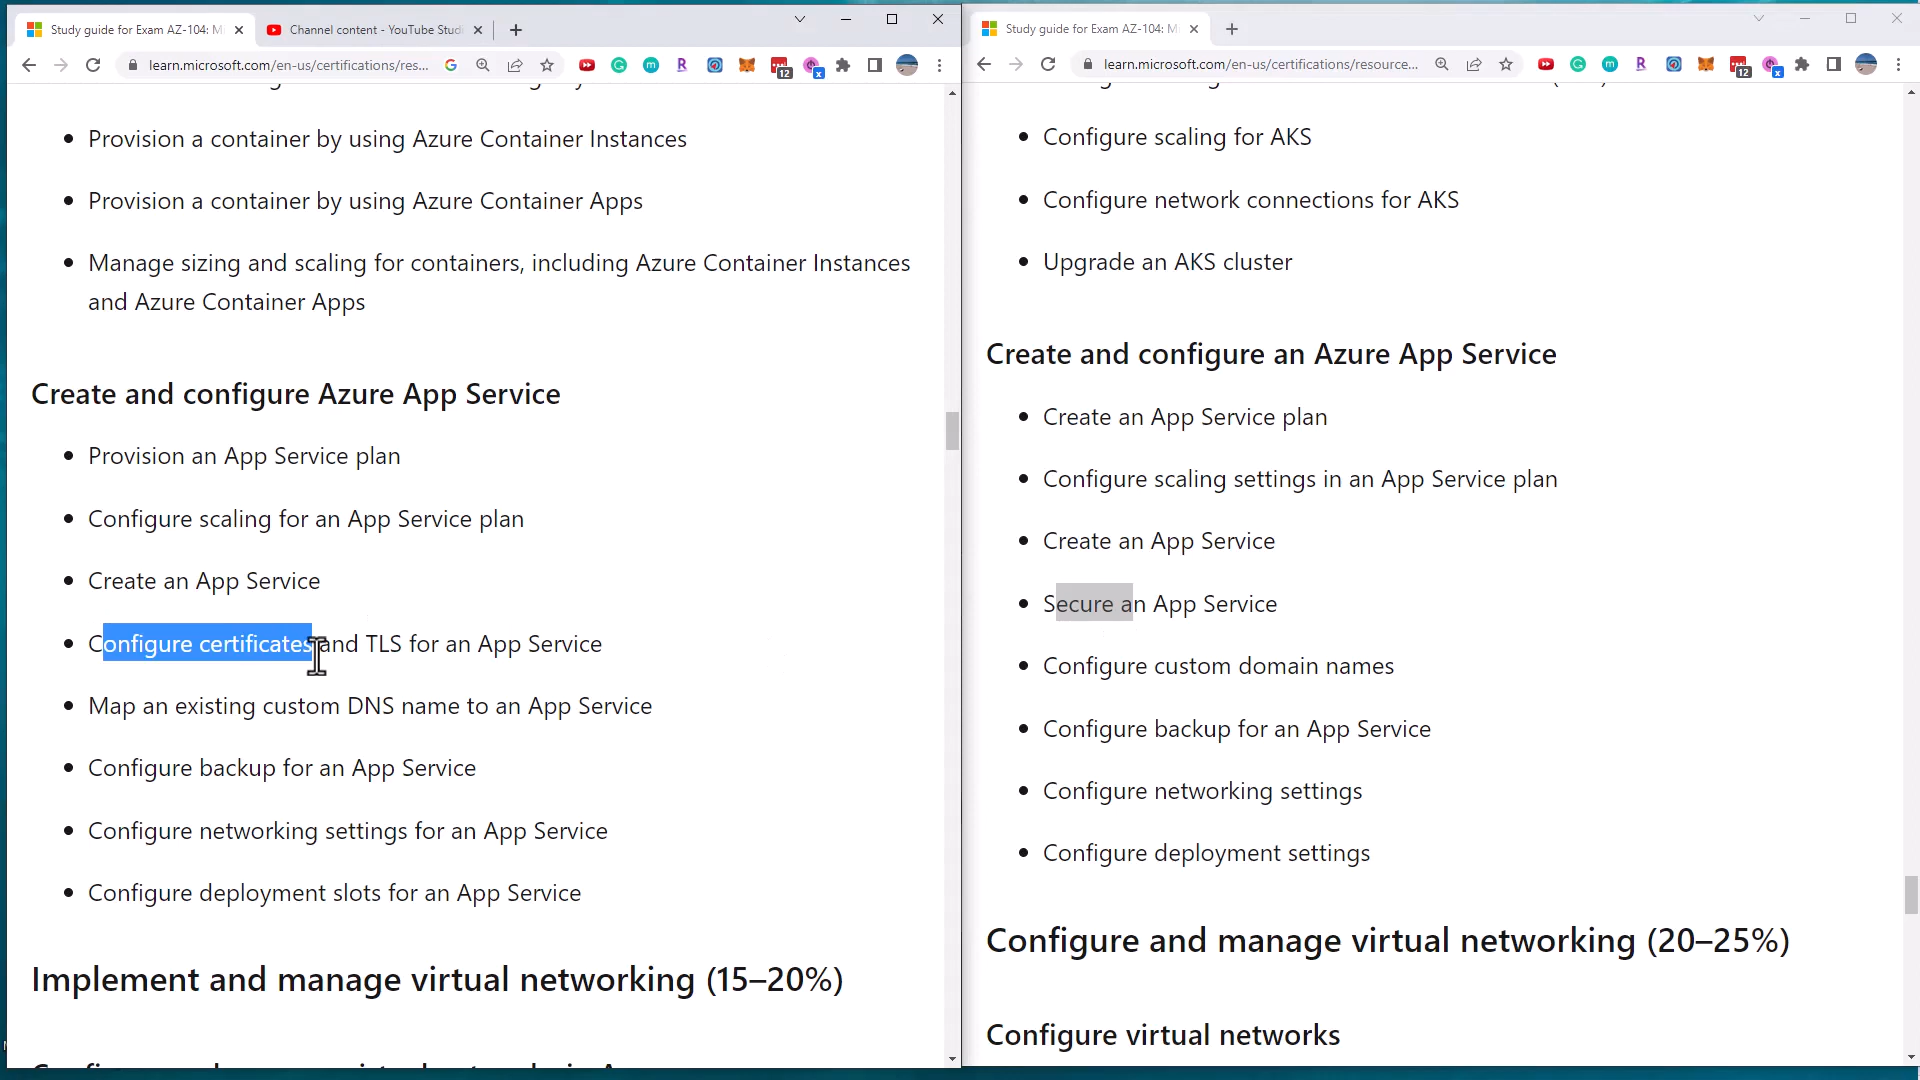 Study guide for Exam AZ-104: Mi
Channel content - YouTube Stud
learn.microsoft.com/en-us/certifications/res...
12
x
Provision a container by using Azure Container Instances
Provision a container by using Azure Container Apps
Manage sizing and scaling for containers, including Azure Container Instances
and Azure Container Apps
Create and configure Azure App Service
Provision an App Service plan
Configure scaling for an App Service plan
Create an App Service
Configure certificates and TLS for an App Service
Map an existing custom DNS name to an App Service
Configure backup for an App Service
Configure networking settings for an App Service
Configure deployment slots for an App Service
Implement and manage virtual networking (15–20%)
Study guide for Exam AZ-104: Mi
learn.microsoft.com/en-us/certifications/resource...
12
x
Configure scaling for AKS
Configure network connections for AKS
Upgrade an AKS cluster
Create and configure an Azure App Service
Create an App Service plan
Configure scaling settings in an App Service plan
Create an App Service
Secure an App Service
Configure custom domain names
Configure backup for an App Service
Configure networking settings
Configure deployment settings
Configure and manage virtual networking (20–25%)
Configure virtual networks